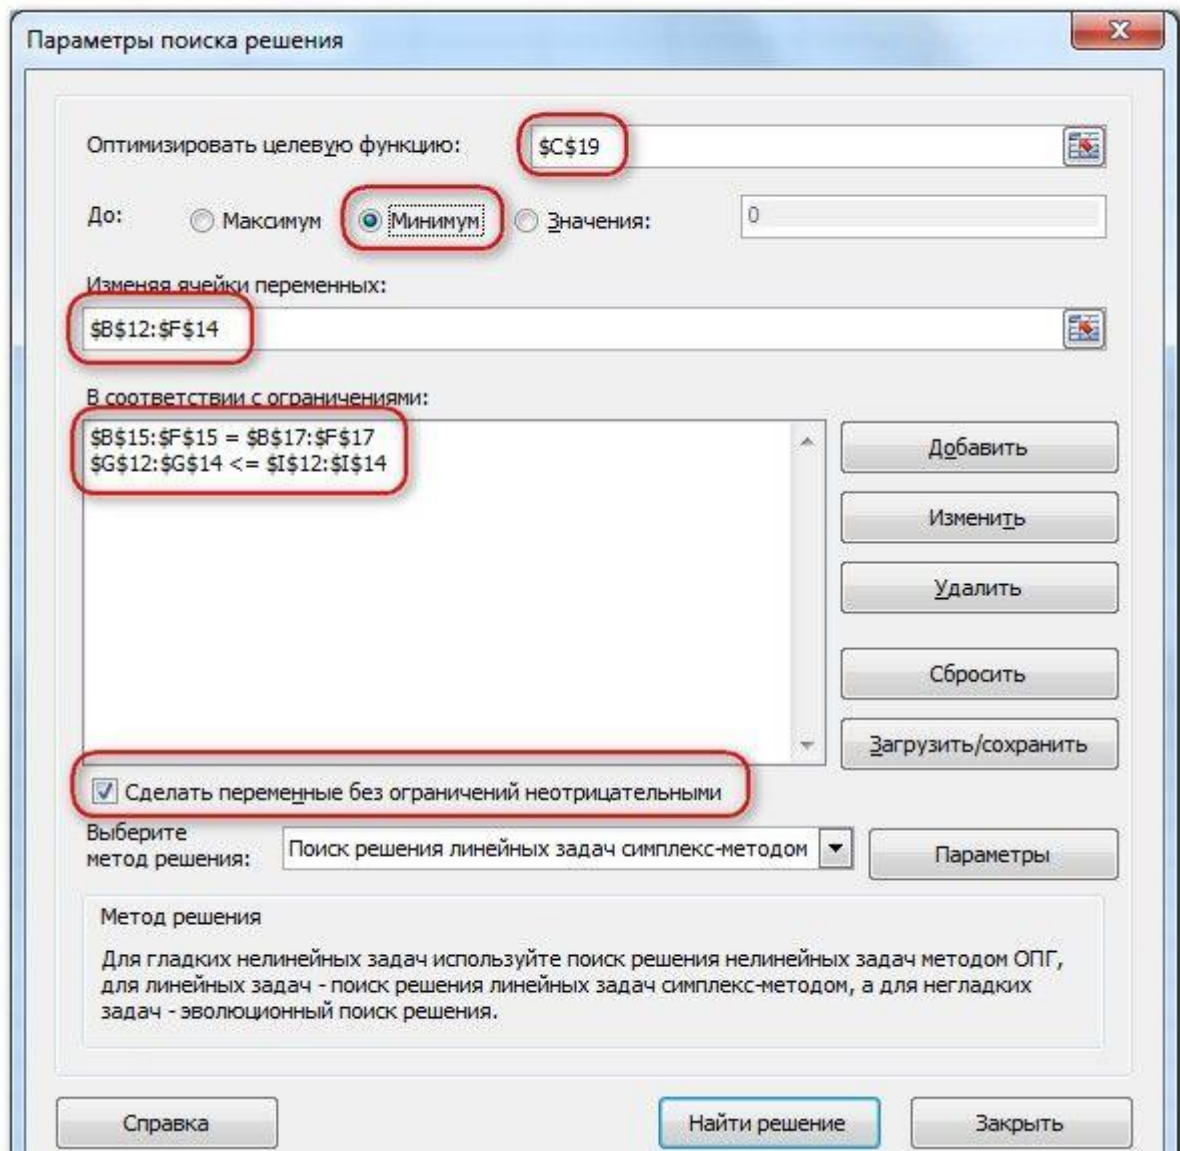 Параметры поиска решения
Оптимизировать целевую функцию: $C$19
До: Максимум Минимум Значения: 0
Изменяя ячейки переменных:
$B$12:$F$14
В соответствии с ограничениями:
$B$15:$F$15 = $B$17:$F$17
$G$12:$G$14 <= $I$12:$I$14
Добавить
Изменить
Удалить
Сбросить
Загрузить/сохранить
Сделать переменные без ограничений неотрицательными
Выберите
метод решения:
Поиск решения линейных задач симплекс-методом
Параметры
Метод решения
Для гладких нелинейных задач используйте поиск решения нелинейных задач методом ОПГ,
для линейных задач - поиск решения линейных задач симплекс-методом, а для негладких
задач - эволюционный поиск решения.
Справка
Найти решение
Закрыть